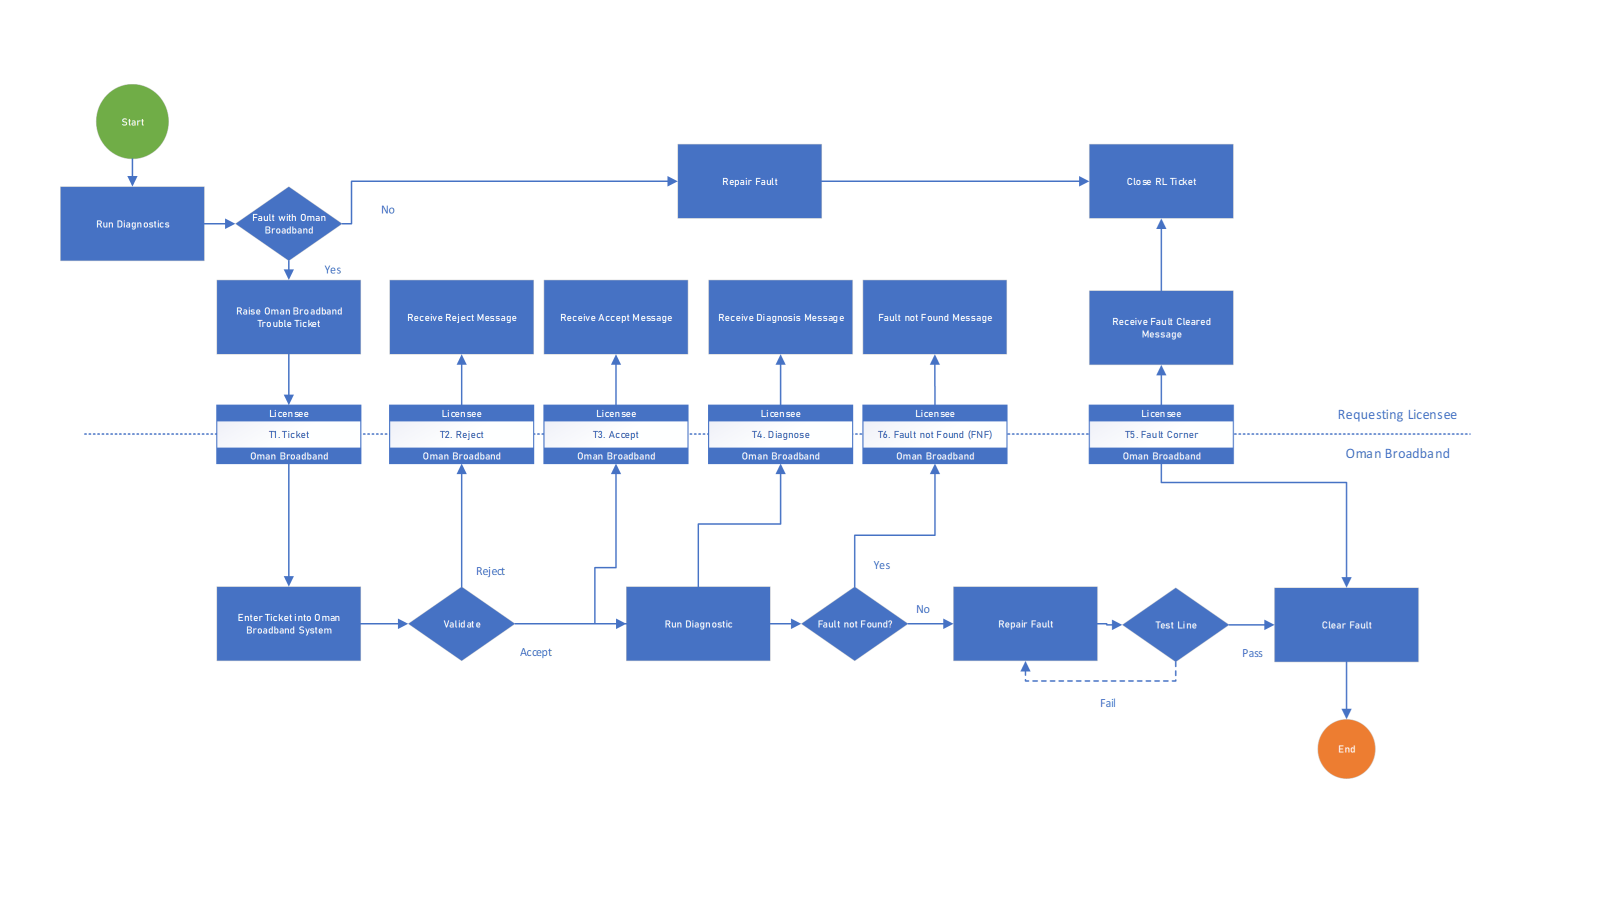 Start
Run Diagnostics
Fault with Oman
Broadband
No
Yes
Repair Fault
Close RL Ticket
Raise Oman Broadband
Trouble Ticket
Receive Reject Message
Receive Accept Message
Receive Diagnosis Message
Fault not Found Message
Receive Fault Cleared
Message
Licensee
T1. Ticket
Oman Broadband
Licensee
T2. Reject
Oman Broadband
Licensee
T3. Accept
Oman Broadband
Licensee
T4. Diagnose
Oman Broadband
Licensee
T6. Fault not Found (FNF)
Oman Broadband
Licensee
T5. Fault Corner
Oman Broadband
Requesting Licensee
Oman Broadband
Enter Ticket into Oman
Broadband System
Validate
Reject
Accept
Run Diagnostic
Fault not Found?
Yes
No
Repair Fault
Test Line
Pass
Fail
Clear Fault
End